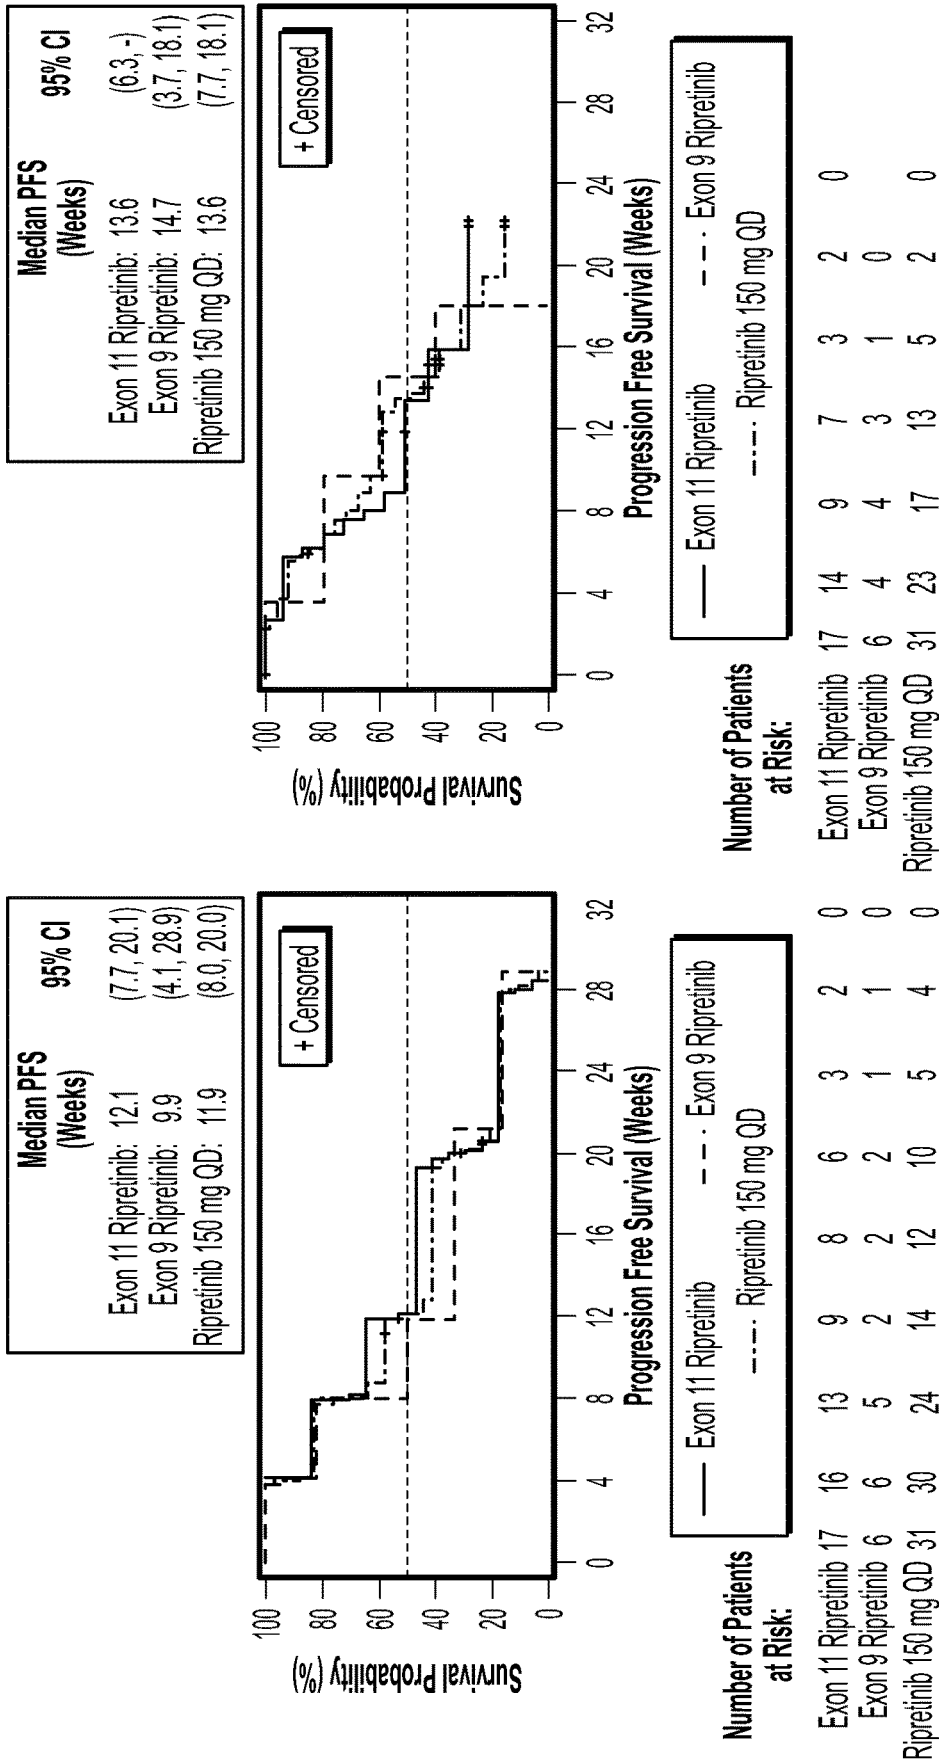 Median PFS
(Weeks) 95% CI
Exon 11 Ripretinib: 12.1 (7.7, 20.1)
Exon 9 Ripretinib: 9.9 (4.1, 28.9)
Ripretinib 150 mg QD: 11.9 (8.0, 20.0)
Survival Probability (%)
100
80
60
40
20
0
+ Censored
0 4 8 12 16 20 24 28 32
Progression Free Survival (Weeks)
Exon 11 Ripretinib Exon 9 Ripretinib
Ripretinib 150 mg QD
Number of Patients
at Risk:
Exon 11 Ripretinib 17 16 13 9 8 6 3 2 0
Exon 9 Ripretinib 6 6 5 2 2 2 1 1 0
Ripretinib 150 mg QD 31 30 24 14 12 10 5 4 0
Median PFS
(Weeks) 95% CI
Exon 11 Ripretinib: 13.6 (6.3, -)
Exon 9 Ripretinib: 14.7 (3.7, 18.1)
Ripretinib 150 mg QD: 13.6 (7.7, 18.1)
Survival Probability (%)
100
80
60
40
20
0
+ Censored
0 4 8 12 16 20 24 28 32
Progression Free Survival (Weeks)
Exon 11 Ripretinib Exon 9 Ripretinib
Ripretinib 150 mg QD
Number of Patients
at Risk:
Exon 11 Ripretinib 17 14 9 7 3 2 0
Exon 9 Ripretinib 6 4 4 3 1 0
Ripretinib 150 mg QD 31 23 17 13 5 2 0